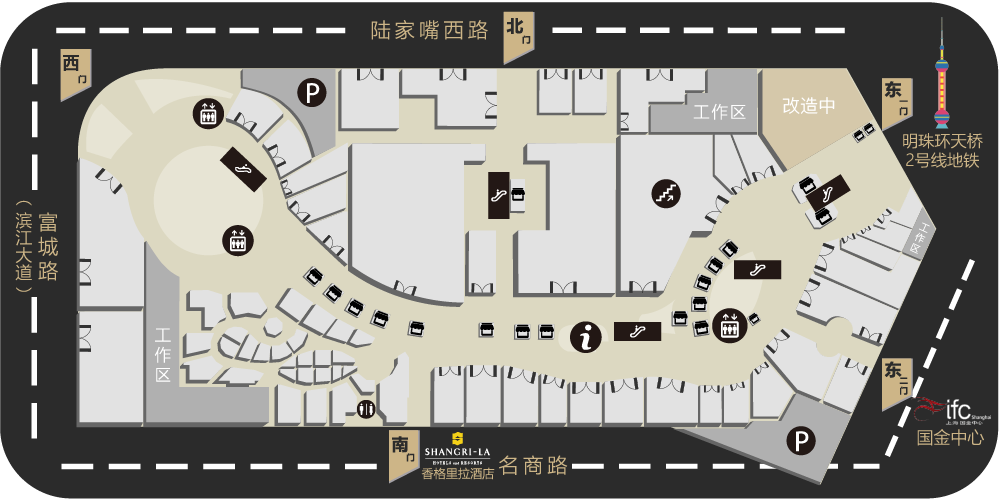 陆家嘴西路
北门
西门
东一门
明珠环天桥
2号线地铁
P
工作区
改造中
富城路
（滨江大道）
工作区
工作区
i
东二门
ifc
Shanghai
上海国金中心
国金中心
P
南门
SHANGRI-LA
HOTELS and RESORTS
香格里拉酒店
名商路